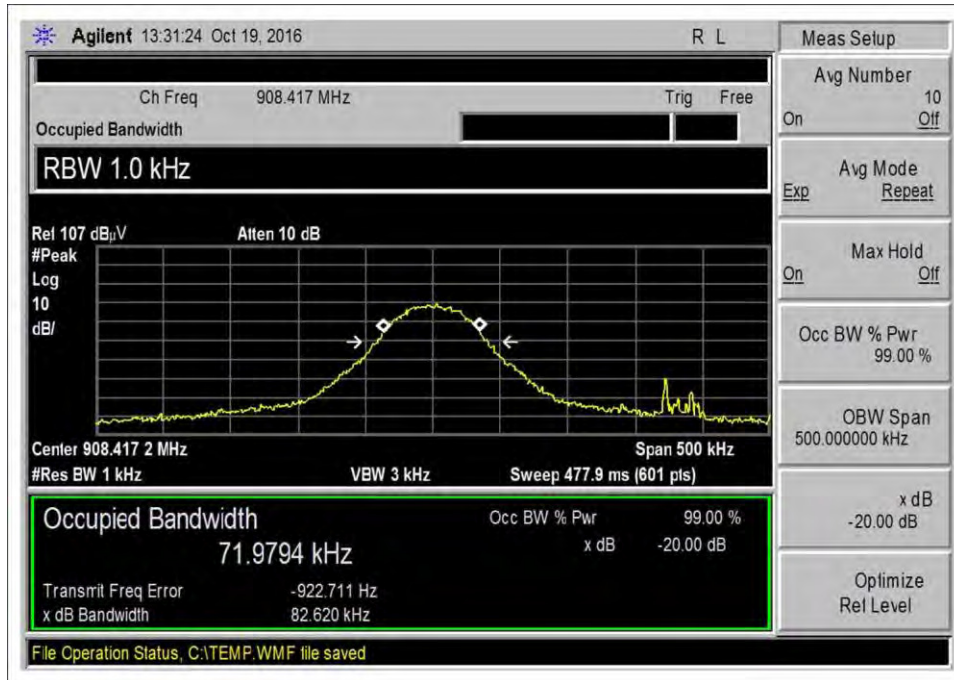 Agilent 13:31:24 Oct 19, 2016 R L
Ch Freq 908.417 MHz Trig Free
Occupied Bandwidth
RBW 1.0 kHz
Ref 107 dBµV Atten 10 dB
#Peak
Log
10
dB/
Center 908.417 2 MHz Span 500 kHz
#Res BW 1 kHz VBW 3 kHz Sweep 477.9 ms (601 pts)
Occupied Bandwidth Occ BW % Pwr 99.00 %
71.9794 kHz x dB -20.00 dB
Transmit Freq Error -922.711 Hz
x dB Bandwidth 82.620 kHz
File Operation Status, C:\TEMP.WMF file saved
Meas Setup
Avg Number
10
On Off
Avg Mode
Exp Repeat
Max Hold
On Off
Occ BW % Pwr
99.00 %
OBW Span
500.000000 kHz
x dB
-20.00 dB
Optimize
Ref Level